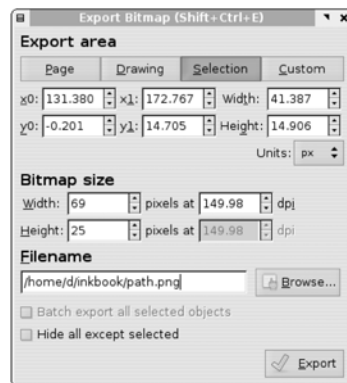 Export Bitmap (Shift+Ctrl+E)
Export area
Page Drawing Selection Custom
x0: 131.380 x1: 172.767 Width: 41.387
y0: -0.201 y1: 14.705 Height: 14.906
Units: px
Bitmap size
Width: 69 pixels at 149.98 dpi
Height: 25 pixels at 149.98 dpi
Filename
/home/d/inkbook/path.png Browse...
Batch export all selected objects
Hide all except selected
Export